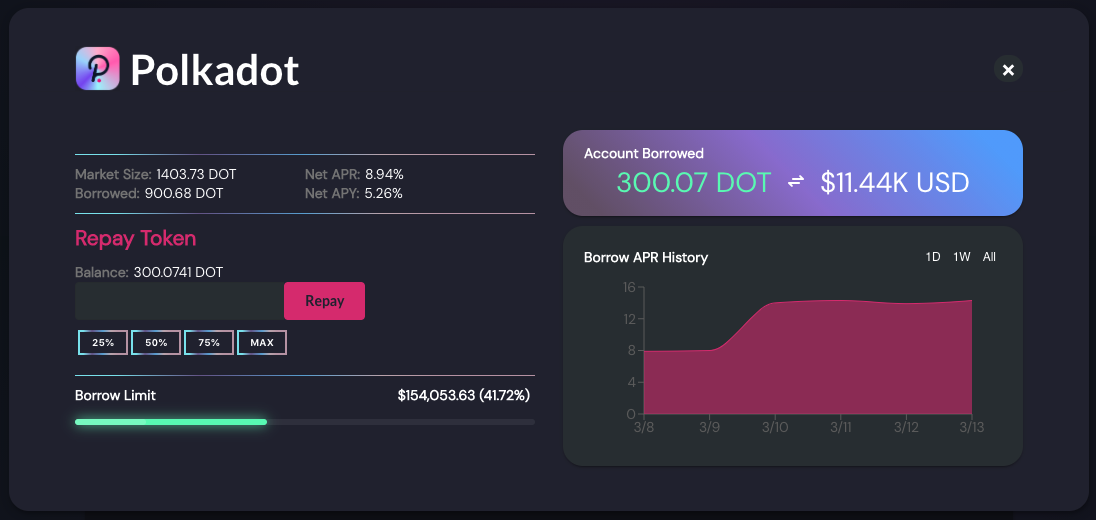 Polkadot
Market Size: 1403.73 DOT
Net APR: 8.94%
Borrowed: 900.68 DOT
Net APY: 5.26%
Repay Token
Balance: 300.0741 DOT
Repay
25% 50% 75% MAX
Borrow Limit $154,053.63 (41.72%)
Account Borrowed
300.07 DOT ⇌ $11.44K USD
Borrow APR History 1D 1W All
16
12
8
4
0
3/8 3/9 3/10 3/11 3/12 3/13